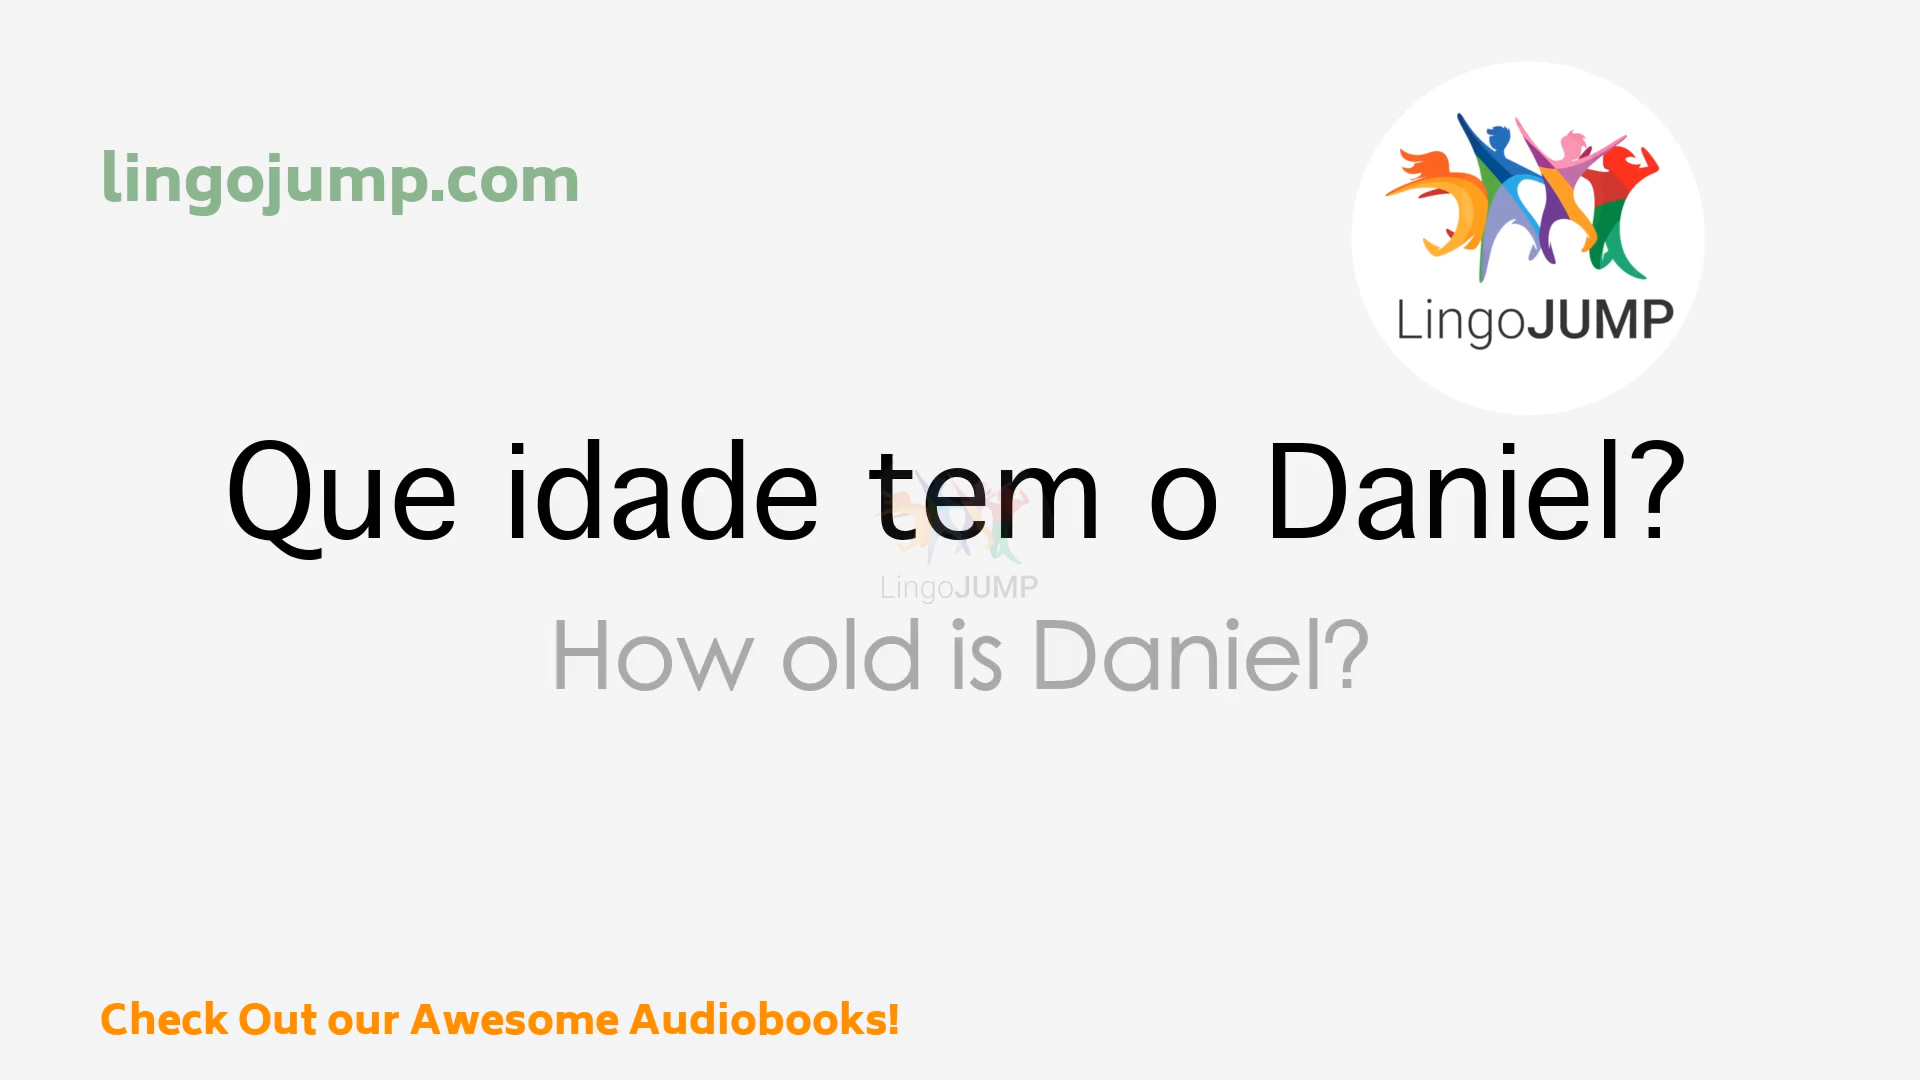 lingojump.com
LingoJUMP
Que idade tem o Daniel?
LingoJUMP
How old is Daniel?
Check Out our Awesome Audiobooks!